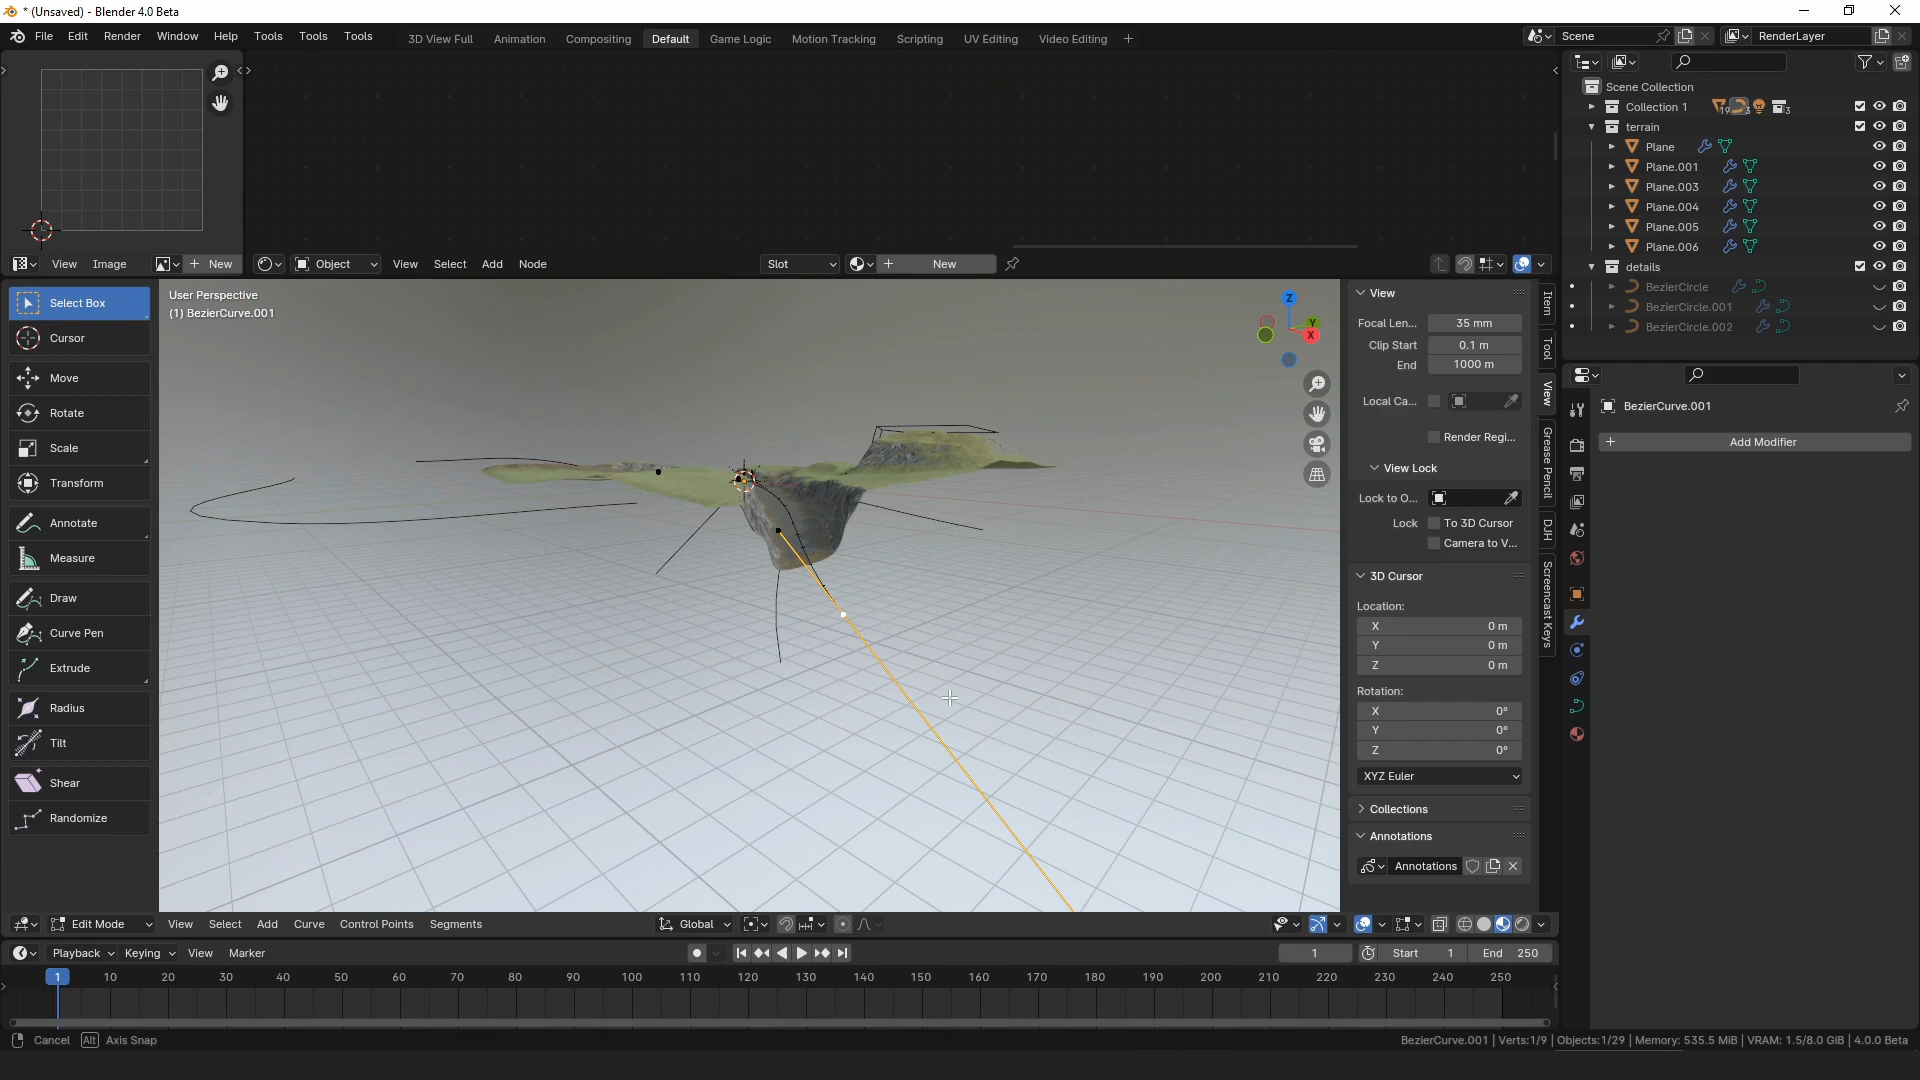 * (Unsaved) - Blender 4.0 Beta
File Edit Render Window Help Tools Tools Tools 3D View Full Animation Compositing Default Game Logic Motion Tracking Scripting UV Editing Video Editing Scene RenderLayer
Scene Collection
Collection 1 19 3 3
terrain
Plane
Plane.001
Plane.003
Plane.004
Plane.005
Plane.006
details
BezierCircle
BezierCircle.001
BezierCircle.002
View Image New Object View Select Add Node Slot New
Select Box
Cursor
Move
Rotate
Scale
Transform
Annotate
Measure
Draw
Curve Pen
Extrude
Radius
Tilt
Shear
Randomize
User Perspective
(1) BezierCurve.001
Z
Y
X
View
Focal Len... 35 mm
Clip Start 0.1 m
End 1000 m
Local Ca...
Render Regi...
View Lock
Lock to O...
Lock To 3D Cursor
Camera to V...
3D Cursor
Location:
X 0 m
Y 0 m
Z 0 m
Rotation:
X 0°
Y 0°
Z 0°
XYZ Euler
Collections
Annotations
Annotations
Item
Tool
View
Grease Pencil
DJH
Screencast Keys
BezierCurve.001
Add Modifier
Edit Mode View Select Add Curve Control Points Segments Global
Playback Keying View Marker 1 Start 1 End 250
1 10 20 30 40 50 60 70 80 90 100 110 120 130 140 150 160 170 180 190 200 210 220 230 240 250
Cancel Alt Axis Snap
BezierCurve.001 | Verts:1/9 | Objects:1/29 | Memory: 535.5 MiB | VRAM: 1.5/8.0 GiB | 4.0.0 Beta